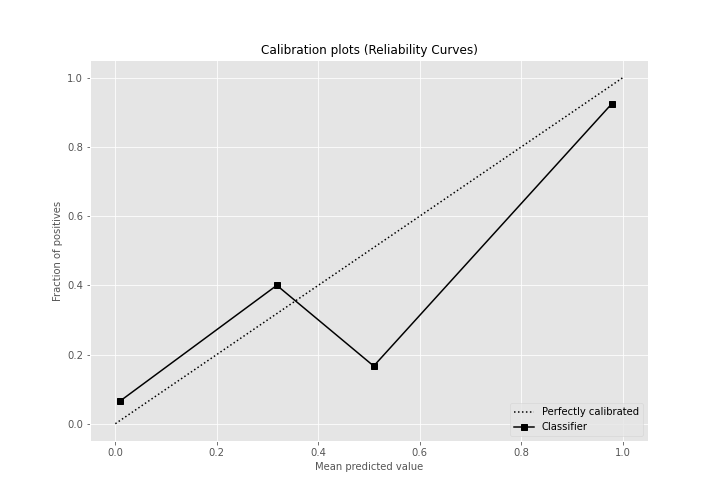 Calibration plots (Reliability Curves)
1.0
0.8
0.6
0.4
0.2
0.0
Fraction of positives
0.0 0.2 0.4 0.6 0.8 1.0
Mean predicted value
Perfectly calibrated
Classifier